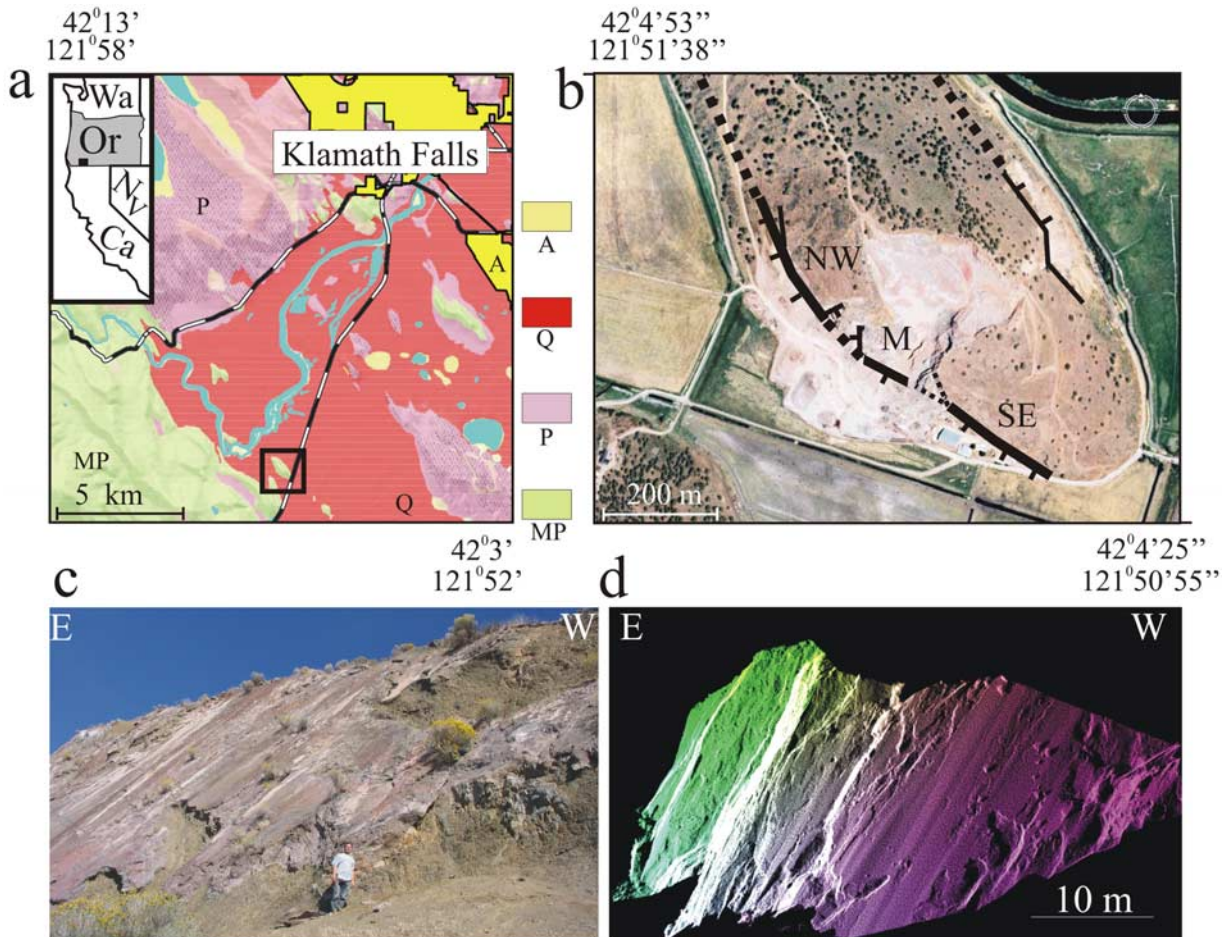 42⁰13’
121⁰58’
42⁰4’53”
121⁰51’38”
a
Wa
Or
NV
Ca
P
Klamath Falls
A
MP
5 km
Q
A
Q
P
MP
b
NW
M
SE
200 m
42⁰3’
121⁰52’
42⁰4’25”
121⁰50’55”
c
E
W
d
E
W
10 m